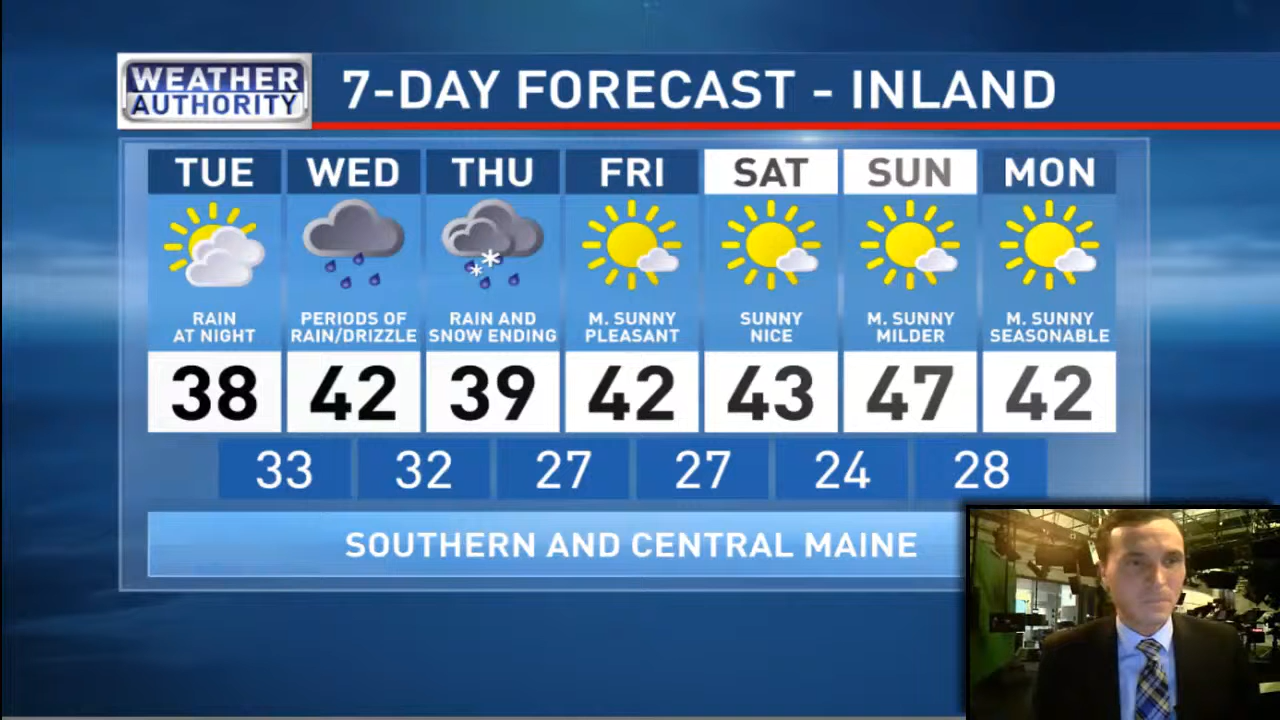 WEATHER
AUTHORITY
7-DAY FORECAST - INLAND
TUE WED THU FRI SAT SUN MON
RAIN PERIODS OF RAIN AND M. SUNNY SUNNY M. SUNNY M. SUNNY
AT NIGHT RAIN/DRIZZLE SNOW ENDING PLEASANT NICE MILDER SEASONABLE
38 42 39 42 43 47 42
33 32 27 27 24 28
SOUTHERN AND CENTRAL MAINE